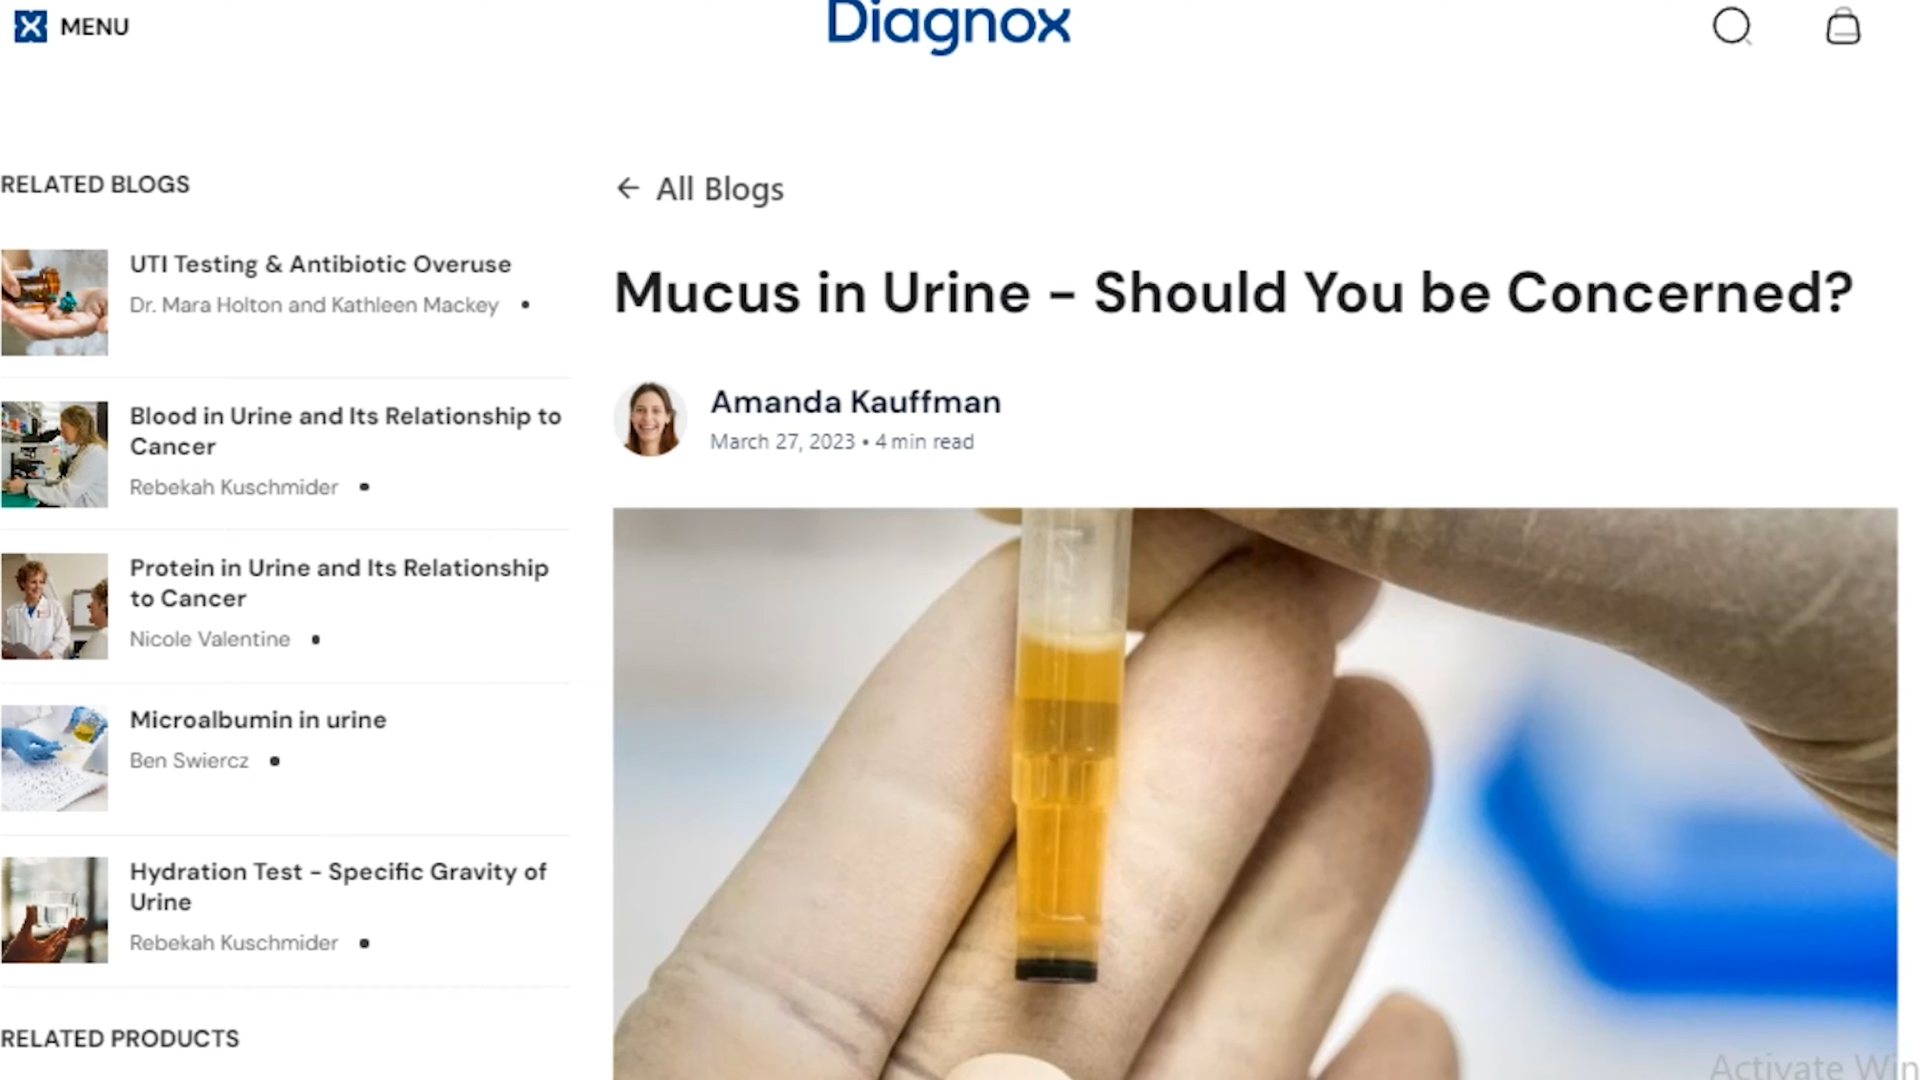 MENU
Diagnox
RELATED BLOGS
UTI Testing & Antibiotic Overuse
Dr. Mara Holton and Kathleen Mackey •
Blood in Urine and Its Relationship to
Cancer
Rebekah Kuschmider •
Protein in Urine and Its Relationship
to Cancer
Nicole Valentine •
Microalbumin in urine
Ben Swiercz •
Hydration Test - Specific Gravity of
Urine
Rebekah Kuschmider •
RELATED PRODUCTS
← All Blogs
Mucus in Urine - Should You be Concerned?
Amanda Kauffman
March 27, 2023 • 4 min read
Activate Win